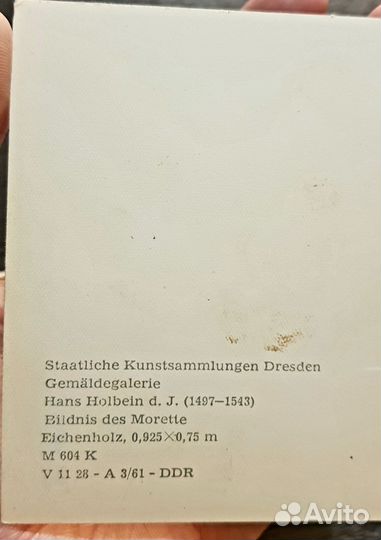 Staatliche Kunstsammlungen Dresden
Gemäldegalerie
Hans Holbein d. J. (1497-1543)
Bildnis des Morette
Eichenholz, 0,925×0,75 m
M 604 K
V 11 28 - A 3/61 - DDR
Avito